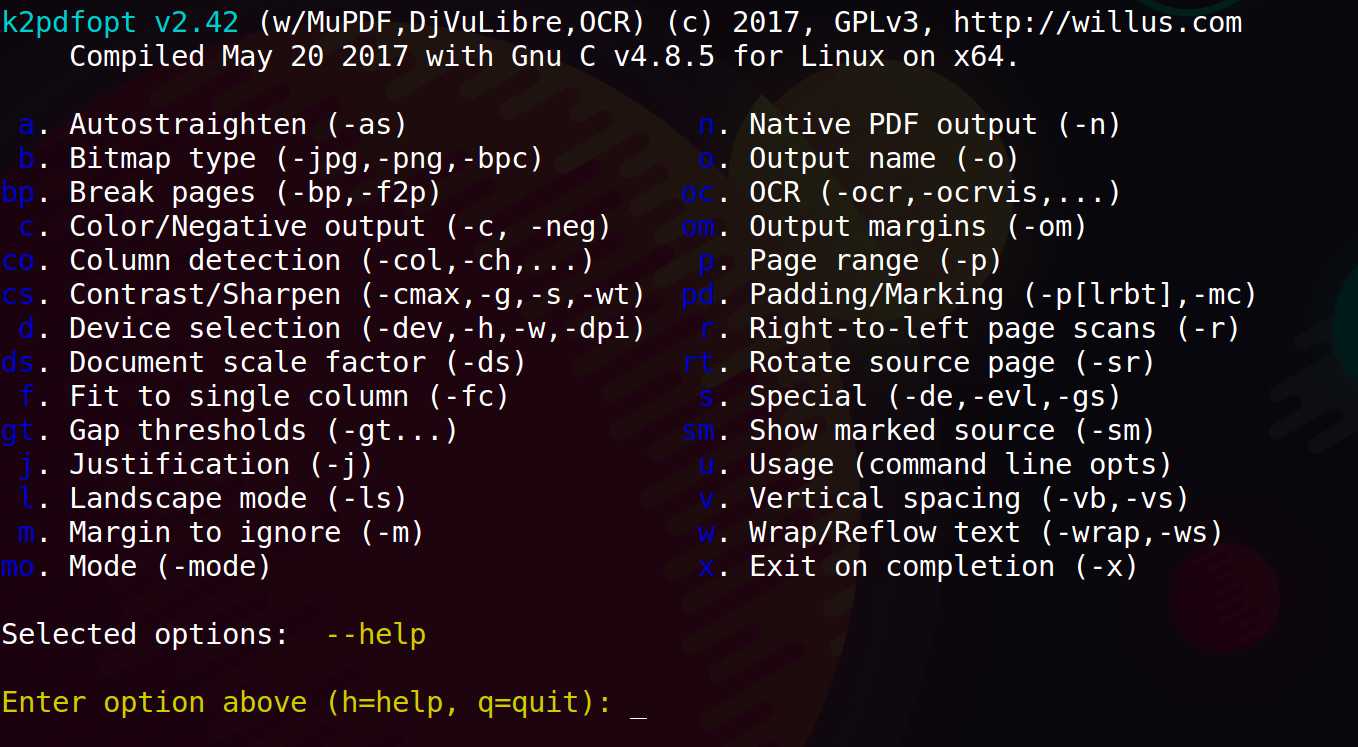 k2pdfopt v2.42 (w/MuPDF,DjVuLibre,OCR) (c) 2017, GPLv3, http://willus.com
    Compiled May 20 2017 with Gnu C v4.8.5 for Linux on x64.

 a. Autostraighten (-as)                 n. Native PDF output (-n)
 b. Bitmap type (-jpg,-png,-bpc)         o. Output name (-o)
bp. Break pages (-bp,-f2p)              oc. OCR (-ocr,-ocrvis,...)
 c. Color/Negative output (-c, -neg)    om. Output margins (-om)
co. Column detection (-col,-ch,...)      p. Page range (-p)
cs. Contrast/Sharpen (-cmax,-g,-s,-wt)  pd. Padding/Marking (-p[lrbt],-mc)
 d. Device selection (-dev,-h,-w,-dpi)   r. Right-to-left page scans (-r)
ds. Document scale factor (-ds)         rt. Rotate source page (-sr)
 f. Fit to single column (-fc)           s. Special (-de,-evl,-gs)
gt. Gap thresholds (-gt...)             sm. Show marked source (-sm)
 j. Justification (-j)                   u. Usage (command line opts)
 l. Landscape mode (-ls)                 v. Vertical spacing (-vb,-vs)
 m. Margin to ignore (-m)                w. Wrap/Reflow text (-wrap,-ws)
mo. Mode (-mode)                         x. Exit on completion (-x)

Selected options:  --help

Enter option above (h=help, q=quit): _